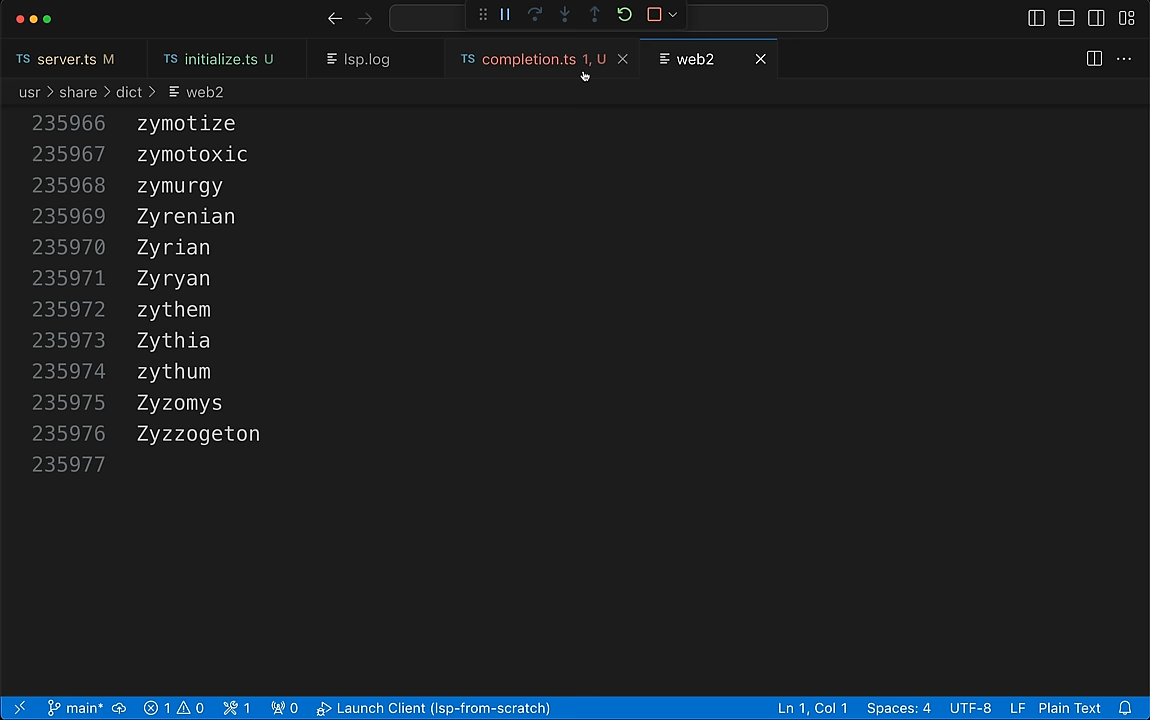 TS server.ts M
TS initialize.ts U
lsp.log
TS completion.ts 1, U
web2
usr > share > dict > web2
235966 zymotize
235967 zymotoxic
235968 zymurgy
235969 Zyrenian
235970 Zyrian
235971 Zyryan
235972 zythem
235973 Zythia
235974 zythum
235975 Zyzomys
235976 Zyzzogeton
235977
main* 1 0 1 0 Launch Client (lsp-from-scratch) Ln 1, Col 1 Spaces: 4 UTF-8 LF Plain Text